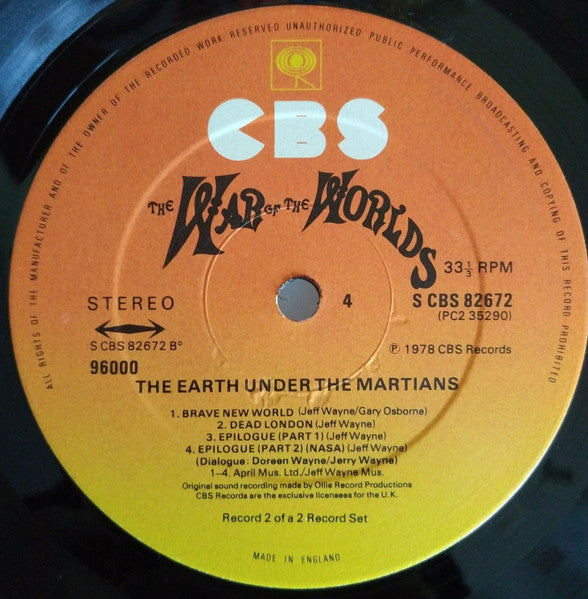 ALL RIGHTS OF THE MANUFACTURER AND OF THE OWNER OF THE RECORDED WORK RESERVED UNAUTHORIZED PUBLIC PERFORMANCE BROADCASTING AND COPYING OF THIS RECORD PROHIBITED
CBS
THE WAR OF THE WORLDS
33⅓ RPM
STEREO
4
S CBS 82672
(PC2 35290)
S CBS 82672 Bº
℗ 1978 CBS Records
96000
THE EARTH UNDER THE MARTIANS
1. BRAVE NEW WORLD (Jeff Wayne/Gary Osborne)
2. DEAD LONDON (Jeff Wayne)
3. EPILOGUE (PART 1) (Jeff Wayne)
4. EPILOGUE (PART 2) (NASA) (Jeff Wayne)
(Dialogue: Doreen Wayne/Jerry Wayne)
1–4. April Mus. Ltd./Jeff Wayne Mus.
Original sound recording made by Ollie Record Productions
CBS Records are the exclusive licensees for the U.K.
Record 2 of a 2 Record Set
MADE IN ENGLAND